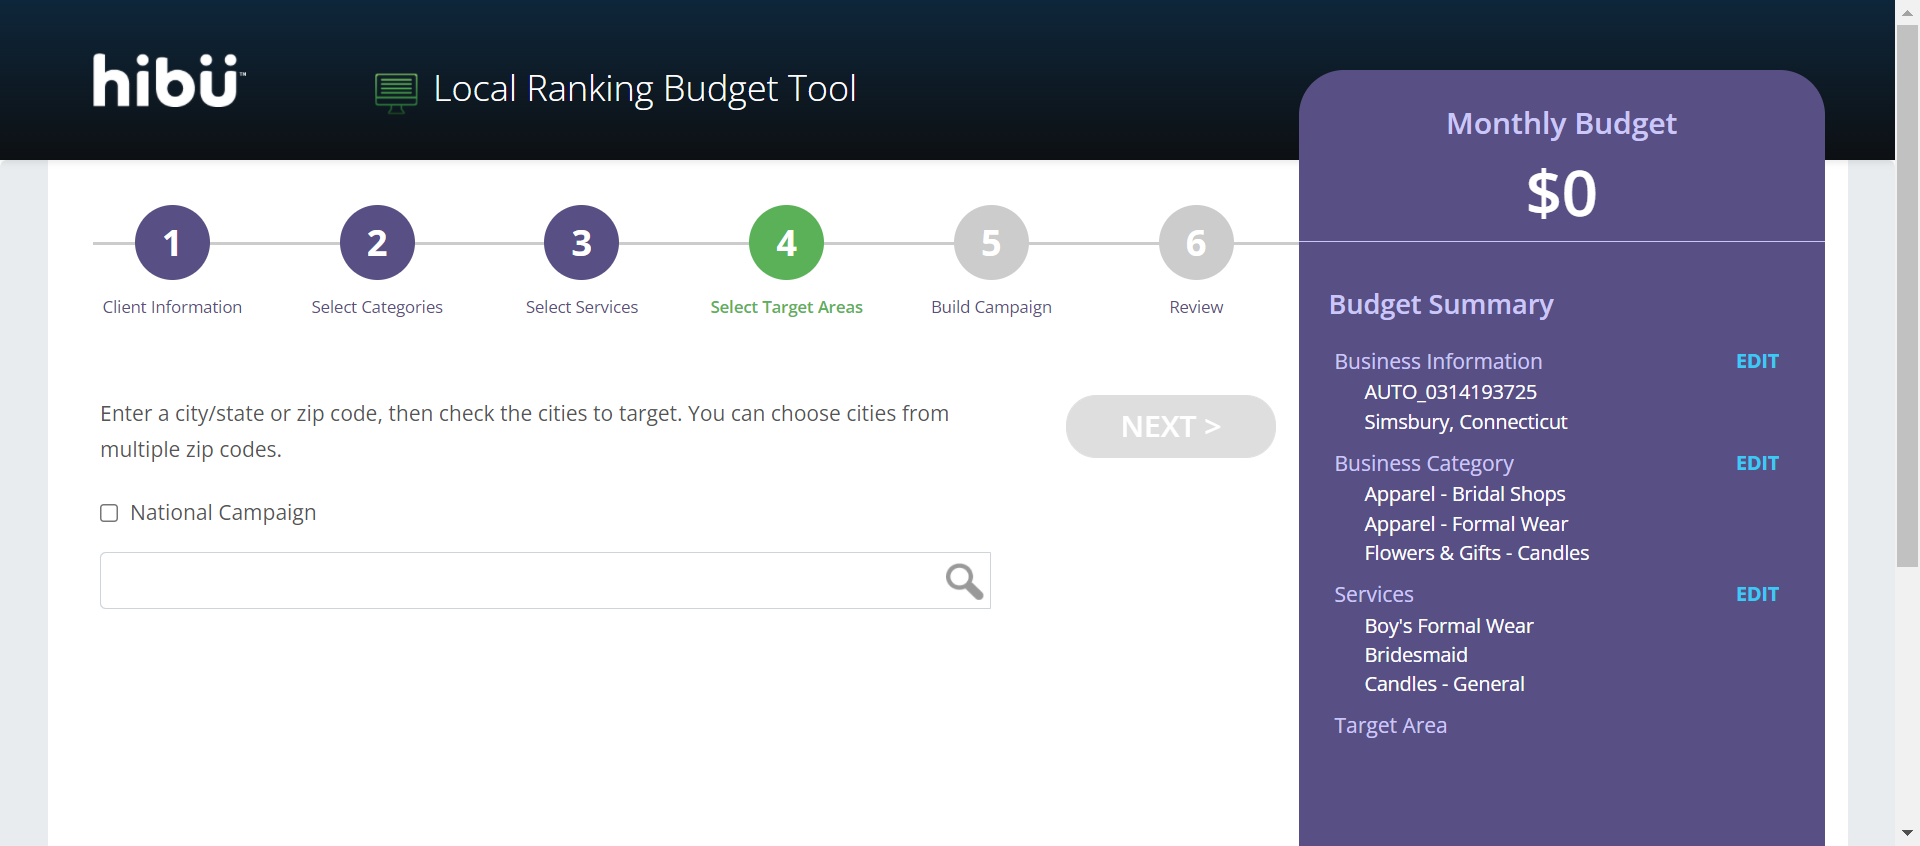 hibü™
Local Ranking Budget Tool
Monthly Budget
$0
1
2
3
4
5
6
Client Information
Select Categories
Select Services
Select Target Areas
Build Campaign
Review
Enter a city/state or zip code, then check the cities to target. You can choose cities from
multiple zip codes.
NEXT >
National Campaign
Budget Summary
Business Information EDIT
AUTO_0314193725
Simsbury, Connecticut
Business Category EDIT
Apparel - Bridal Shops
Apparel - Formal Wear
Flowers & Gifts - Candles
Services EDIT
Boy's Formal Wear
Bridesmaid
Candles - General
Target Area